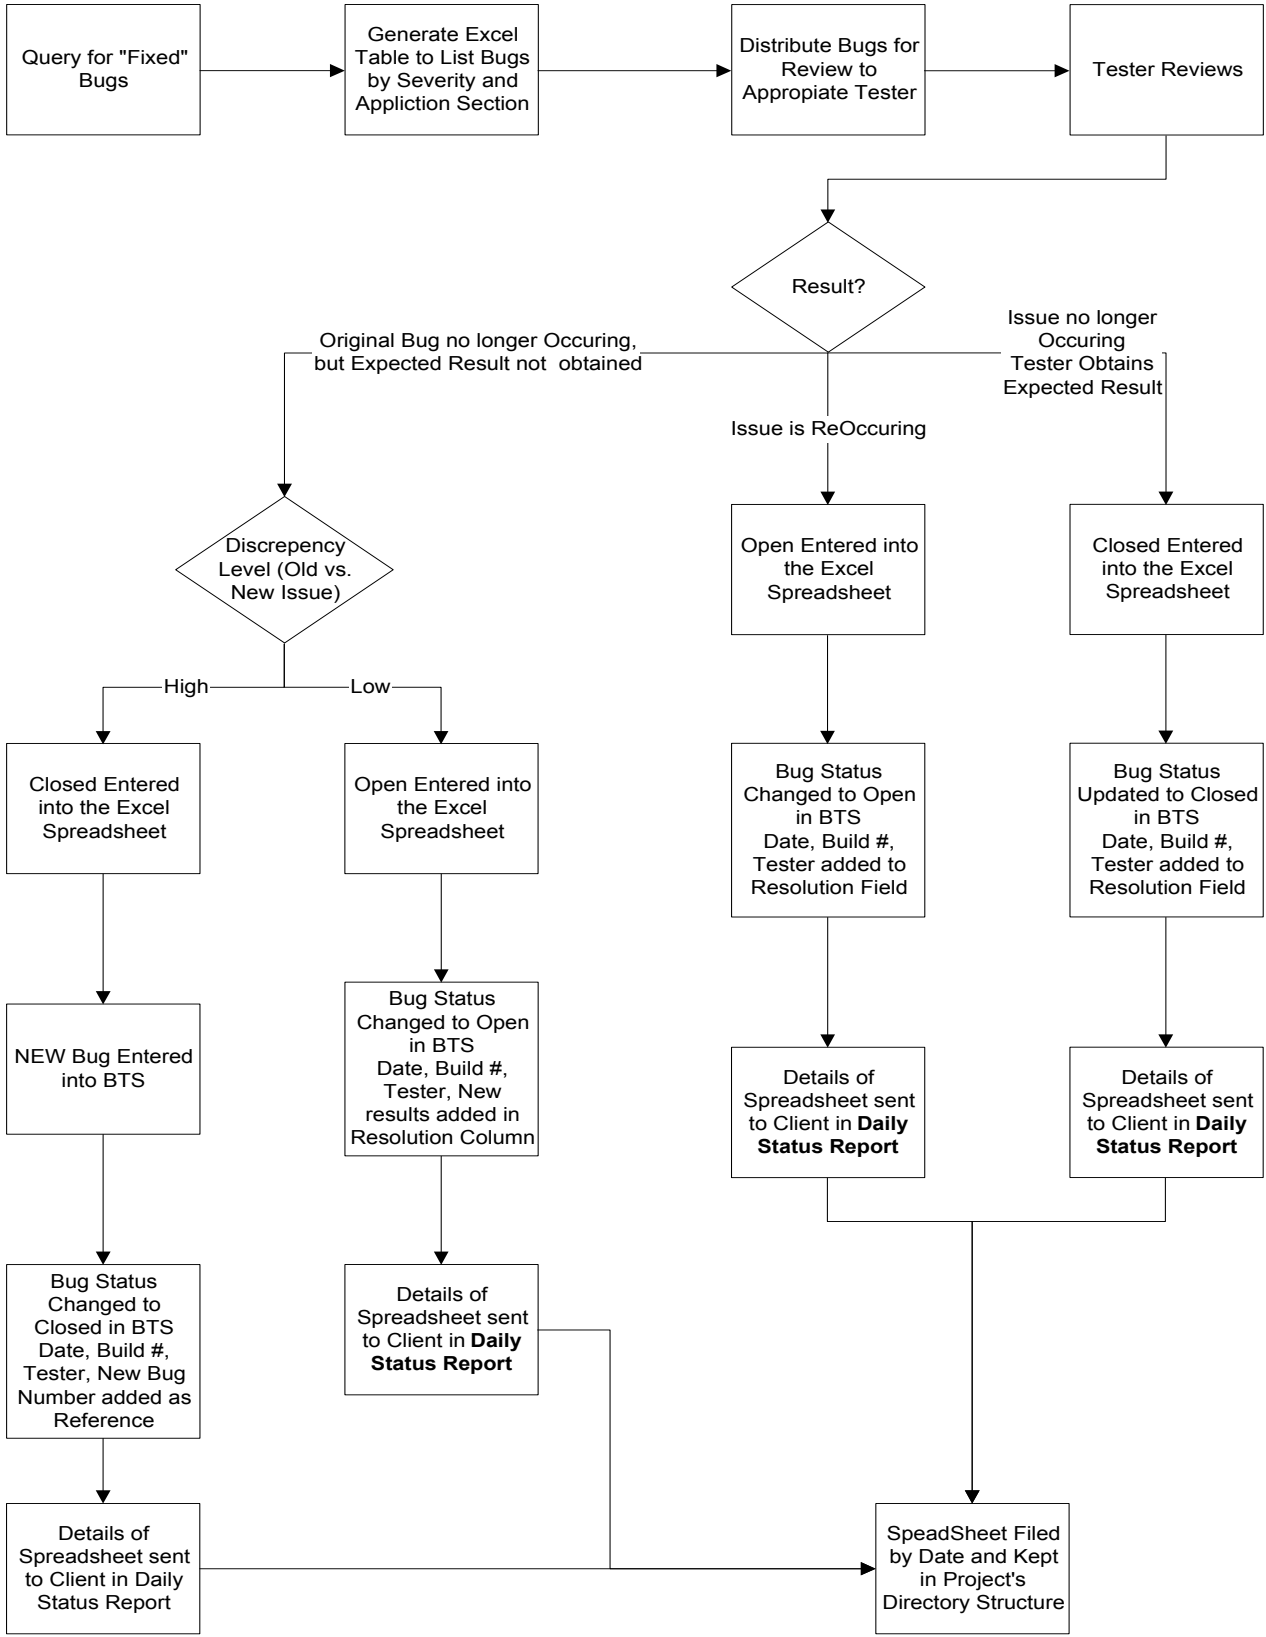 Query for "Fixed"
Bugs
Generate Excel
Table to List Bugs
by Severity and
Appliction Section
Distribute Bugs for
Review to
Appropiate Tester
Tester Reviews
Result?
Original Bug no longer Occuring,
but Expected Result not obtained
Issue is ReOccuring
Issue no longer
Occuring
Tester Obtains
Expected Result
Discrepency
Level (Old vs.
New Issue)
High
Low
Open Entered into
the Excel
Spreadsheet
Closed Entered
into the Excel
Spreadsheet
Closed Entered
into the Excel
Spreadsheet
Open Entered into
the Excel
Spreadsheet
Bug Status
Changed to Open
in BTS
Date, Build #,
Tester added to
Resolution Field
Bug Status
Updated to Closed
in BTS
Date, Build #,
Tester added to
Resolution Field
NEW Bug Entered
into BTS
Bug Status
Changed to Open
in BTS
Date, Build #,
Tester, New
results added in
Resolution Column
Details of
Spreadsheet sent
to Client in Daily
Status Report
Details of
Spreadsheet sent
to Client in Daily
Status Report
Bug Status
Changed to
Closed in BTS
Date, Build #,
Tester, New Bug
Number added as
Reference
Details of
Spreadsheet sent
to Client in Daily
Status Report
Details of
Spreadsheet sent
to Client in Daily
Status Report
SpeadSheet Filed
by Date and Kept
in Project's
Directory Structure